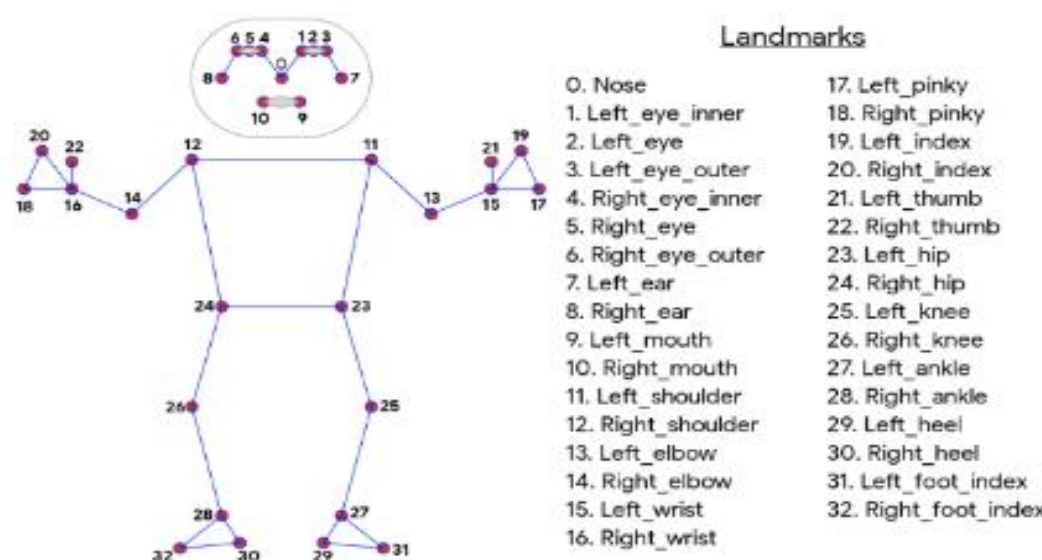 6 5 4 1 2 3
8 0 7
10 9
20 22 12 11 21 19
18 16 14 13 15 17
24 23
26 25
28 27
32 30 29 31
Landmarks
0. Nose
1. Left_eye_inner
2. Left_eye
3. Left_eye_outer
4. Right_eye_inner
5. Right_eye
6. Right_eye_outer
7. Left_ear
8. Right_ear
9. Left_mouth
10. Right_mouth
11. Left_shoulder
12. Right_shoulder
13. Left_elbow
14. Right_elbow
15. Left_wrist
16. Right_wrist
17. Left_pinky
18. Right_pinky
19. Left_index
20. Right_index
21. Left_thumb
22. Right_thumb
23. Left_hip
24. Right_hip
25. Left_knee
26. Right_knee
27. Left_ankle
28. Right_ankle
29. Left_heel
30. Right_heel
31. Left_foot_index
32. Right_foot_index